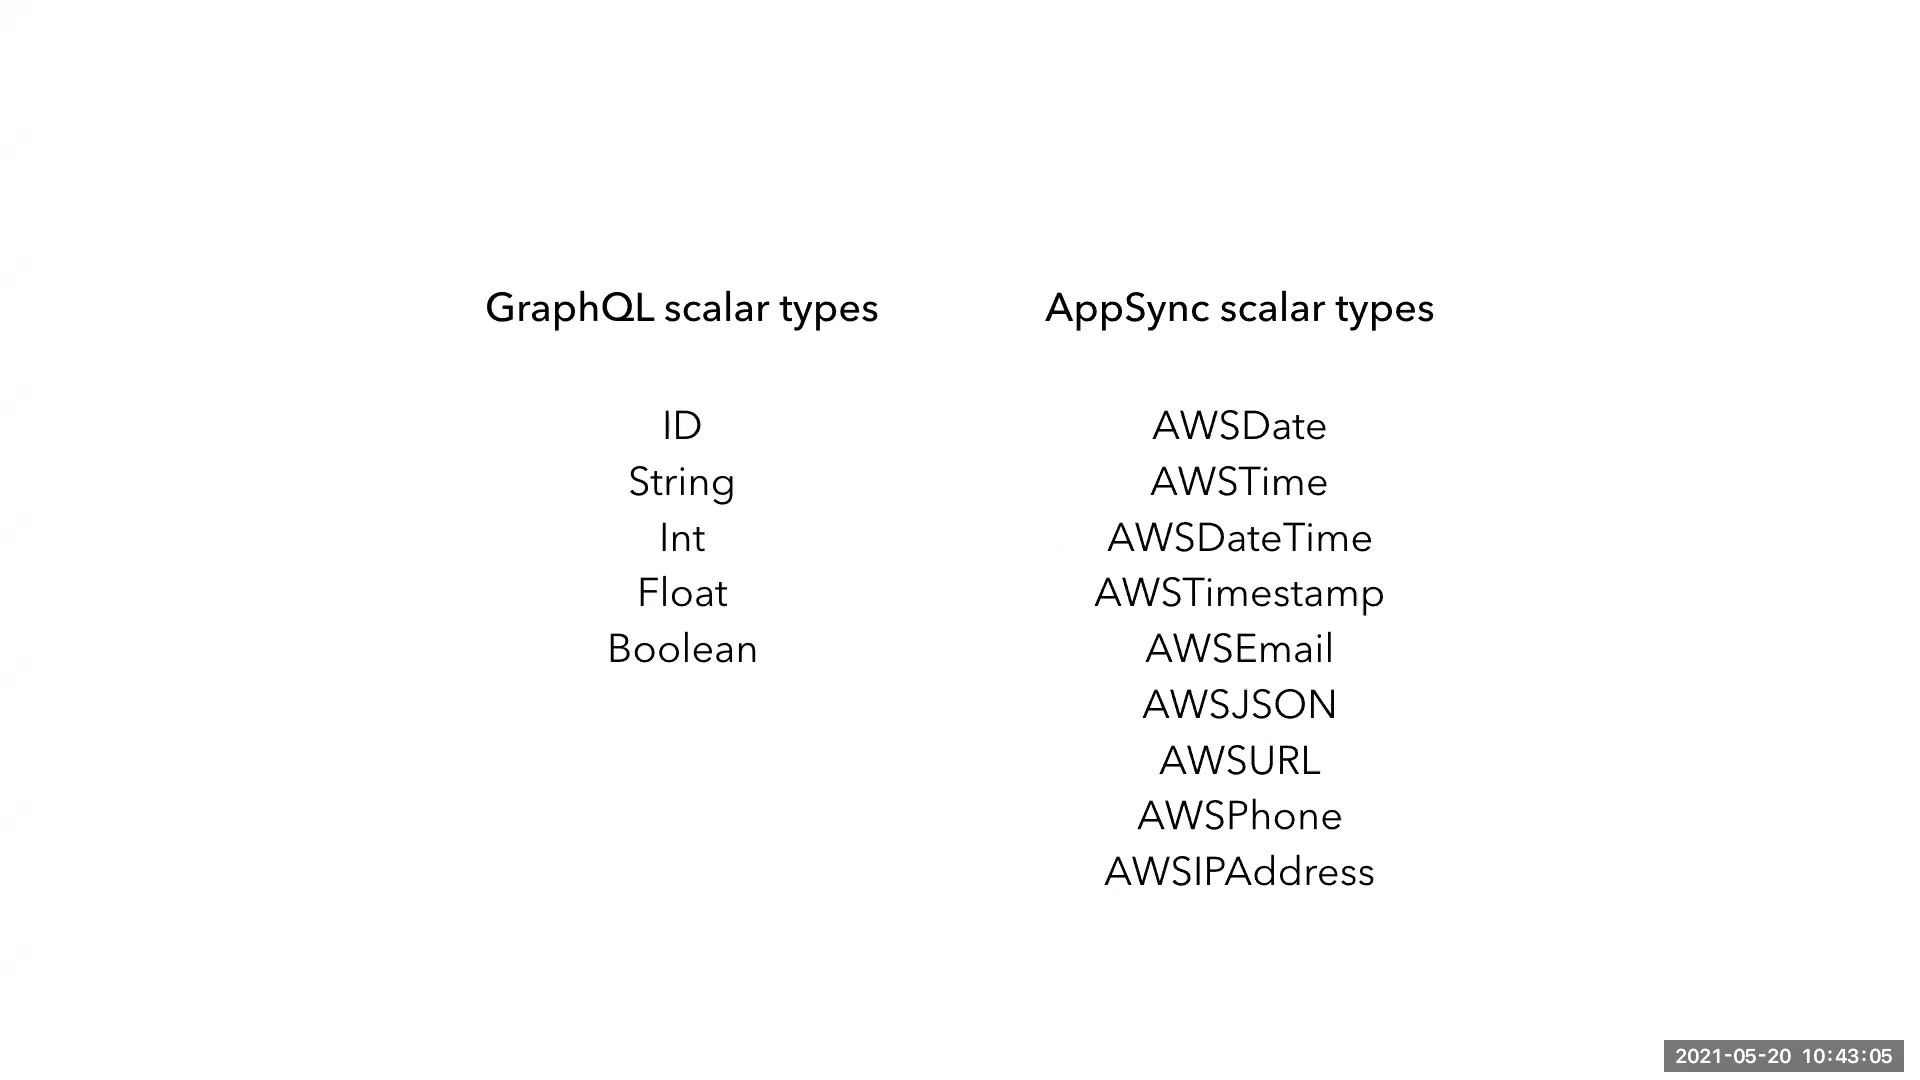 GraphQL scalar types
ID
String
Int
Float
Boolean
AppSync scalar types
AWSDate
AWSTime
AWSDateTime
AWSTimestamp
AWSEmail
AWSJSON
AWSURL
AWSPhone
AWSIPAddress
2021-05-20 10:43:05